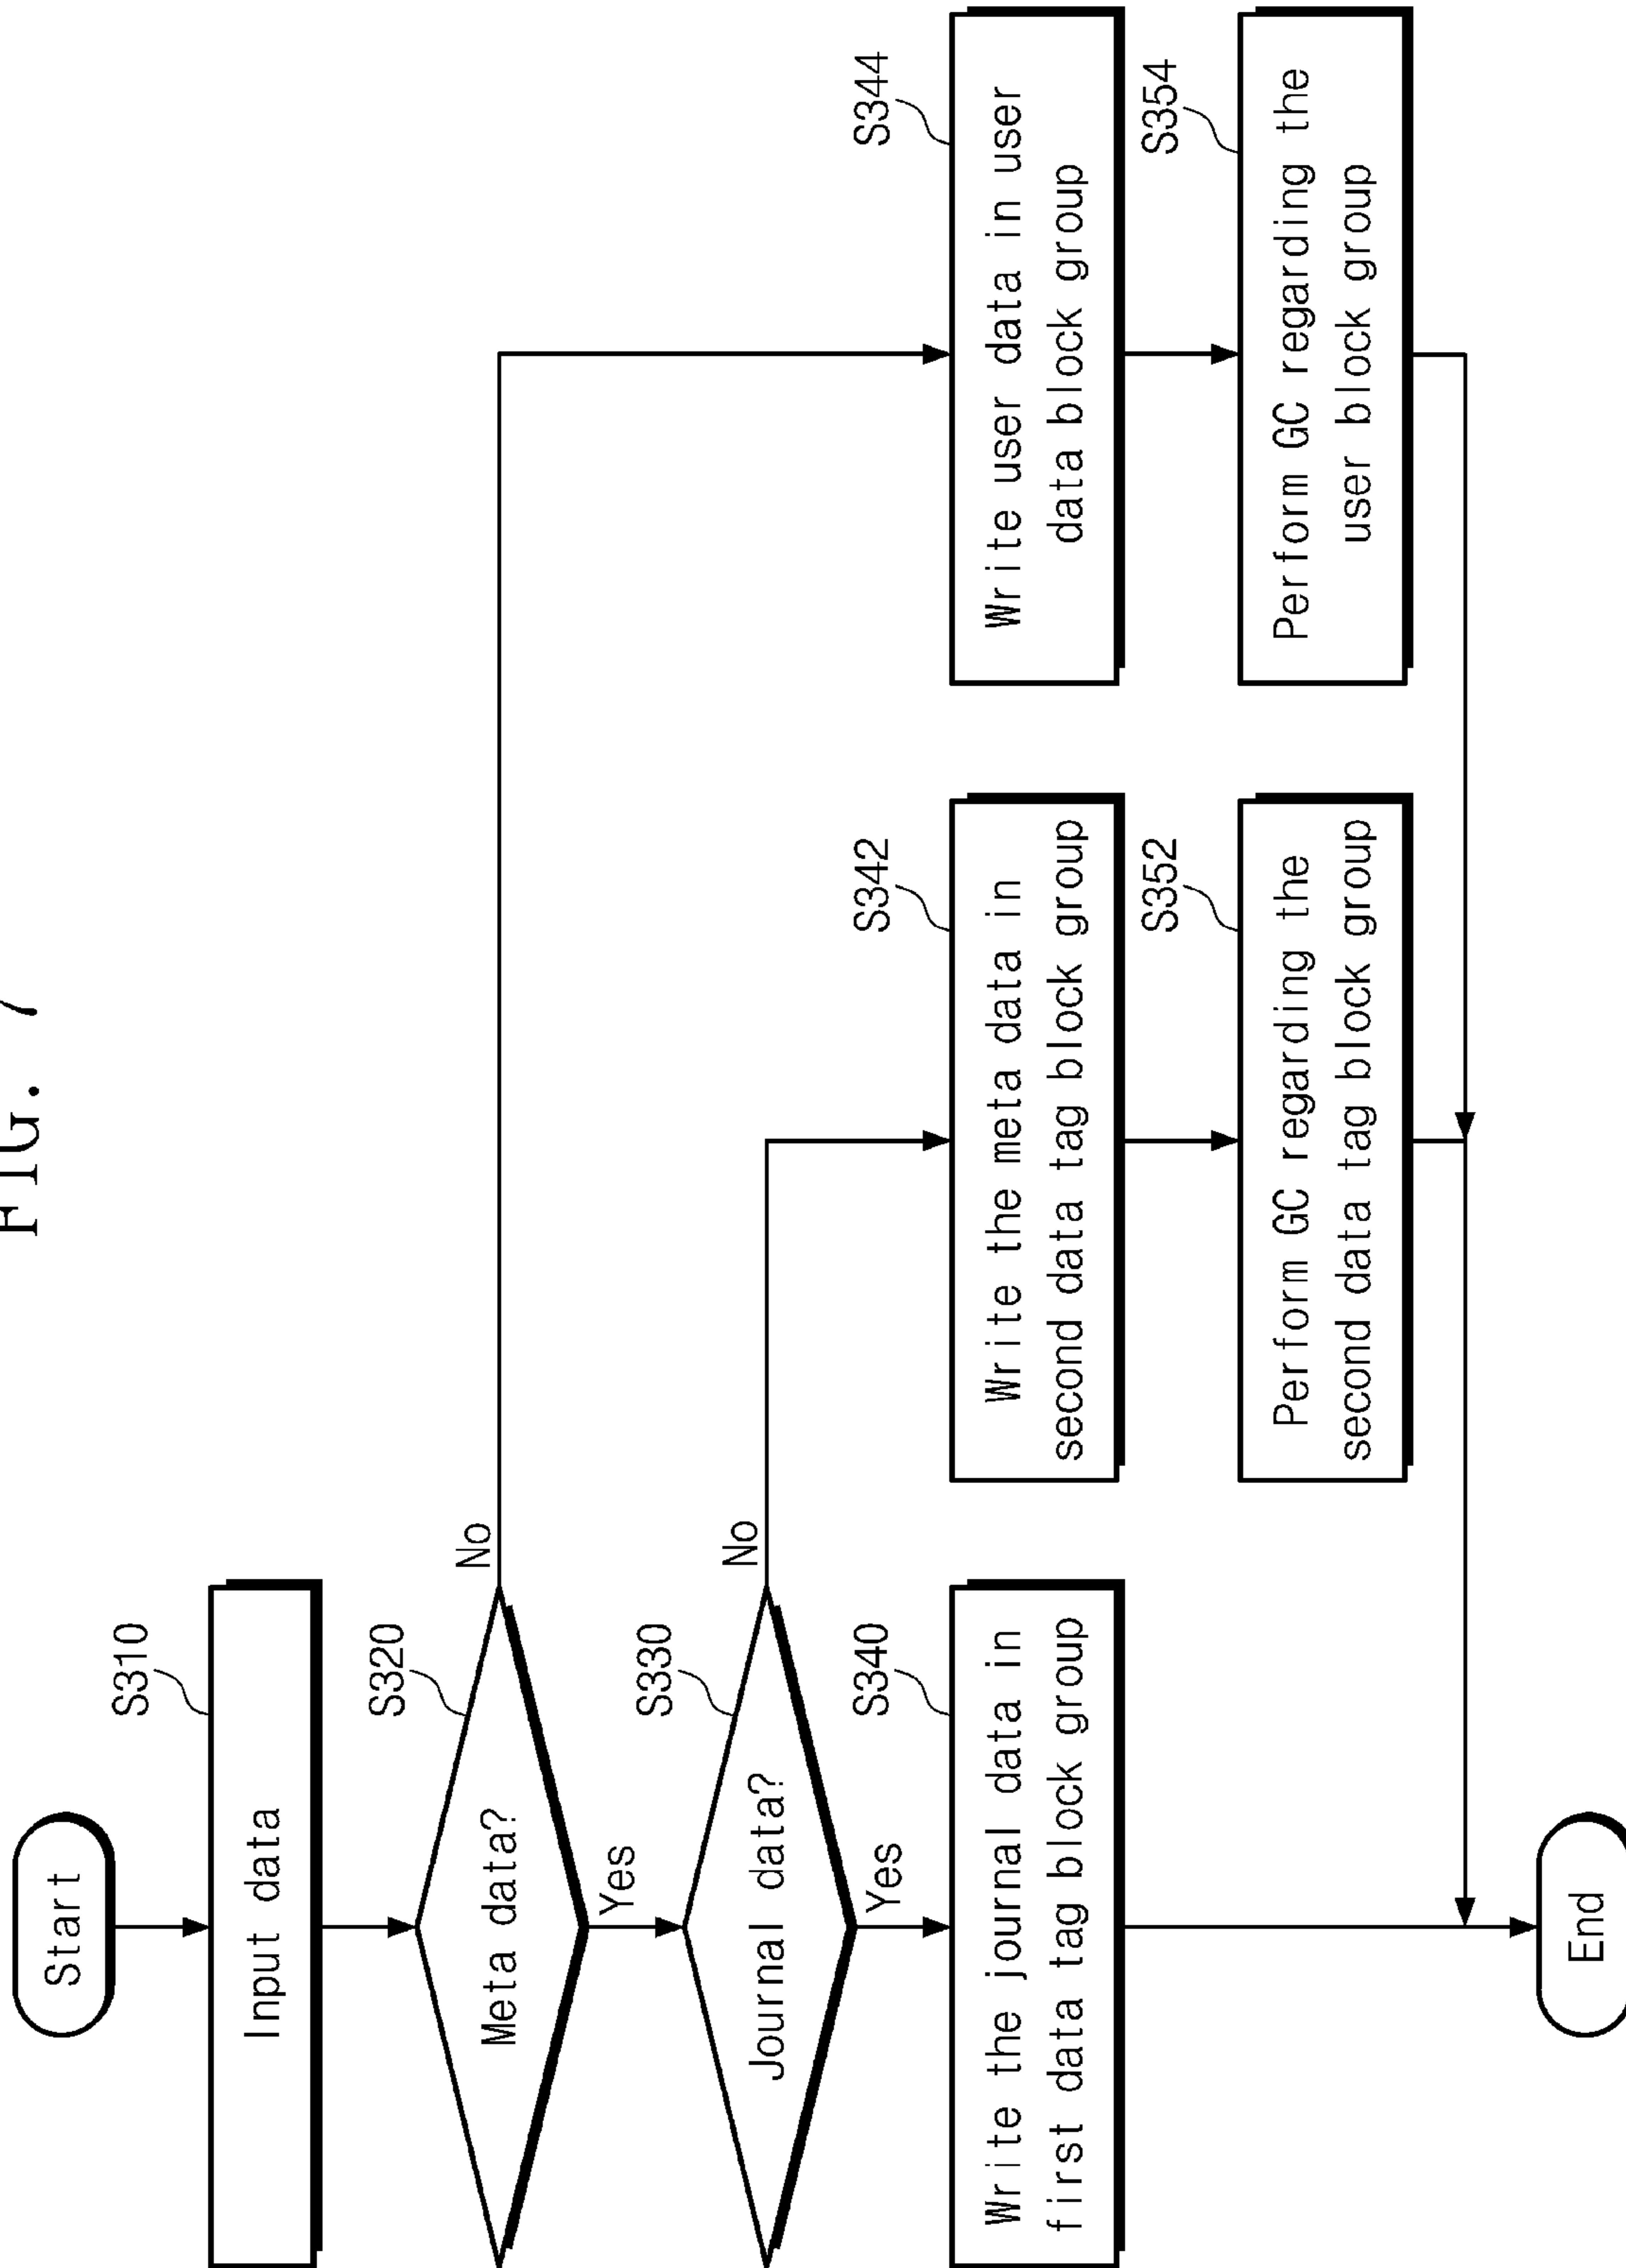 FIG. 7
Start
S310
Input data
S320
Meta data?
No
Yes
S330
Journal data?
No
Yes
S340
Write the journal data in
first data tag block group
S342
Write the meta data in
second data tag block group
S344
Write user data in user
data block group
S352
Perform GC regarding the
second data tag block group
S354
Perform GC regarding the
user block group
End